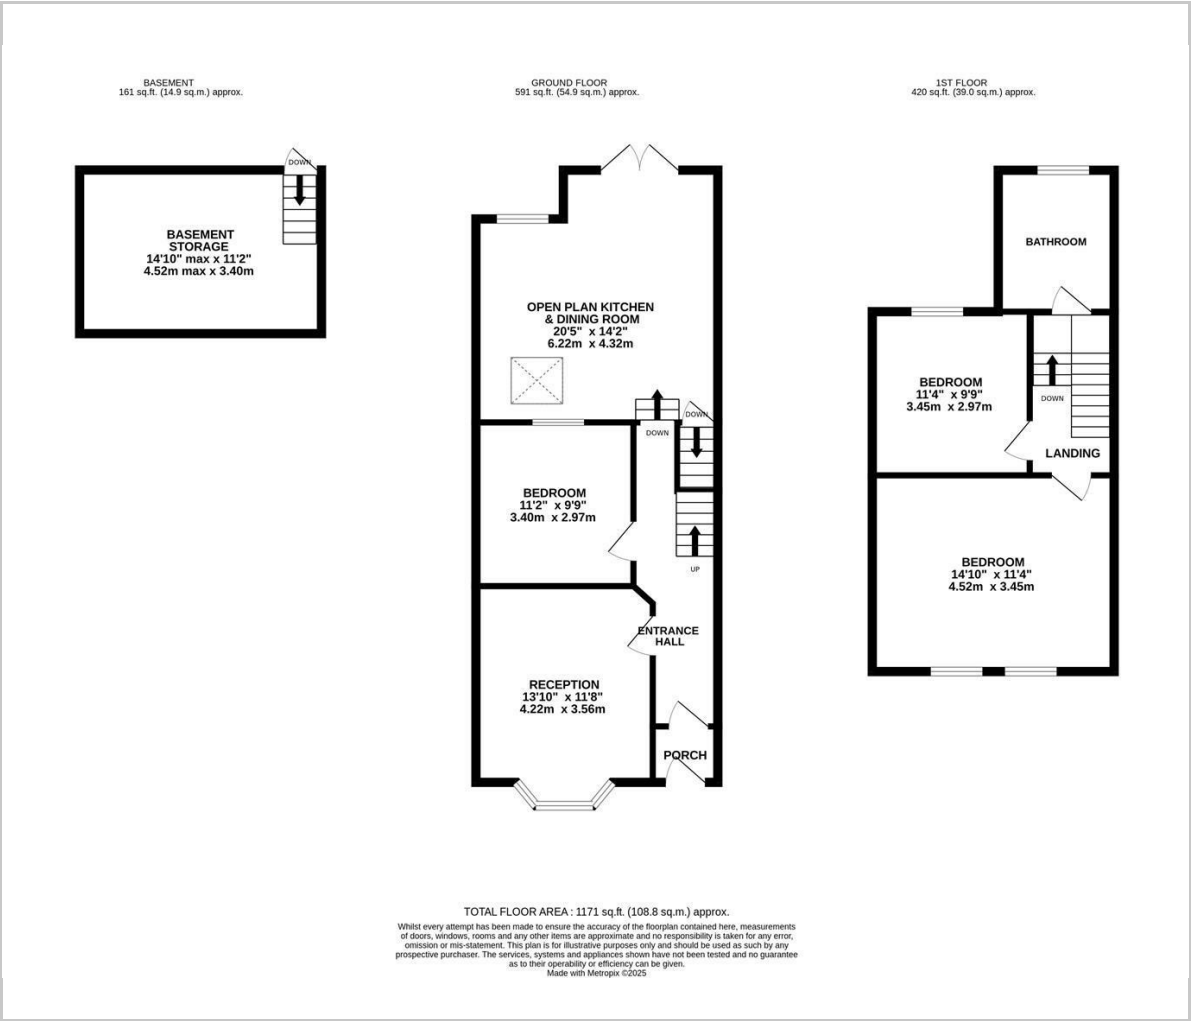 BASEMENT
161 sq.ft. (14.9 sq.m.) approx.
DOWN
BASEMENT
STORAGE
14'10" max x 11'2"
4.52m max x 3.40m
GROUND FLOOR
591 sq.ft. (54.9 sq.m.) approx.
OPEN PLAN KITCHEN
& DINING ROOM
20'5" x 14'2"
6.22m x 4.32m
DOWN
DOWN
BEDROOM
11'2" x 9'9"
3.40m x 2.97m
UP
ENTRANCE
HALL
RECEPTION
13'10" x 11'8"
4.22m x 3.56m
PORCH
1ST FLOOR
420 sq.ft. (39.0 sq.m.) approx.
BATHROOM
BEDROOM
11'4" x 9'9"
3.45m x 2.97m
DOWN
LANDING
BEDROOM
14'10" x 11'4"
4.52m x 3.45m
TOTAL FLOOR AREA : 1171 sq.ft. (108.8 sq.m.) approx.
Whilst every attempt has been made to ensure the accuracy of the floorplan contained here, measurements
of doors, windows, rooms and any other items are approximate and no responsibility is taken for any error,
omission or mis-statement. This plan is for illustrative purposes only and should be used as such by any
prospective purchaser. The services, systems and appliances shown have not been tested and no guarantee
as to their operability or efficiency can be given.
Made with Metropix ©2025